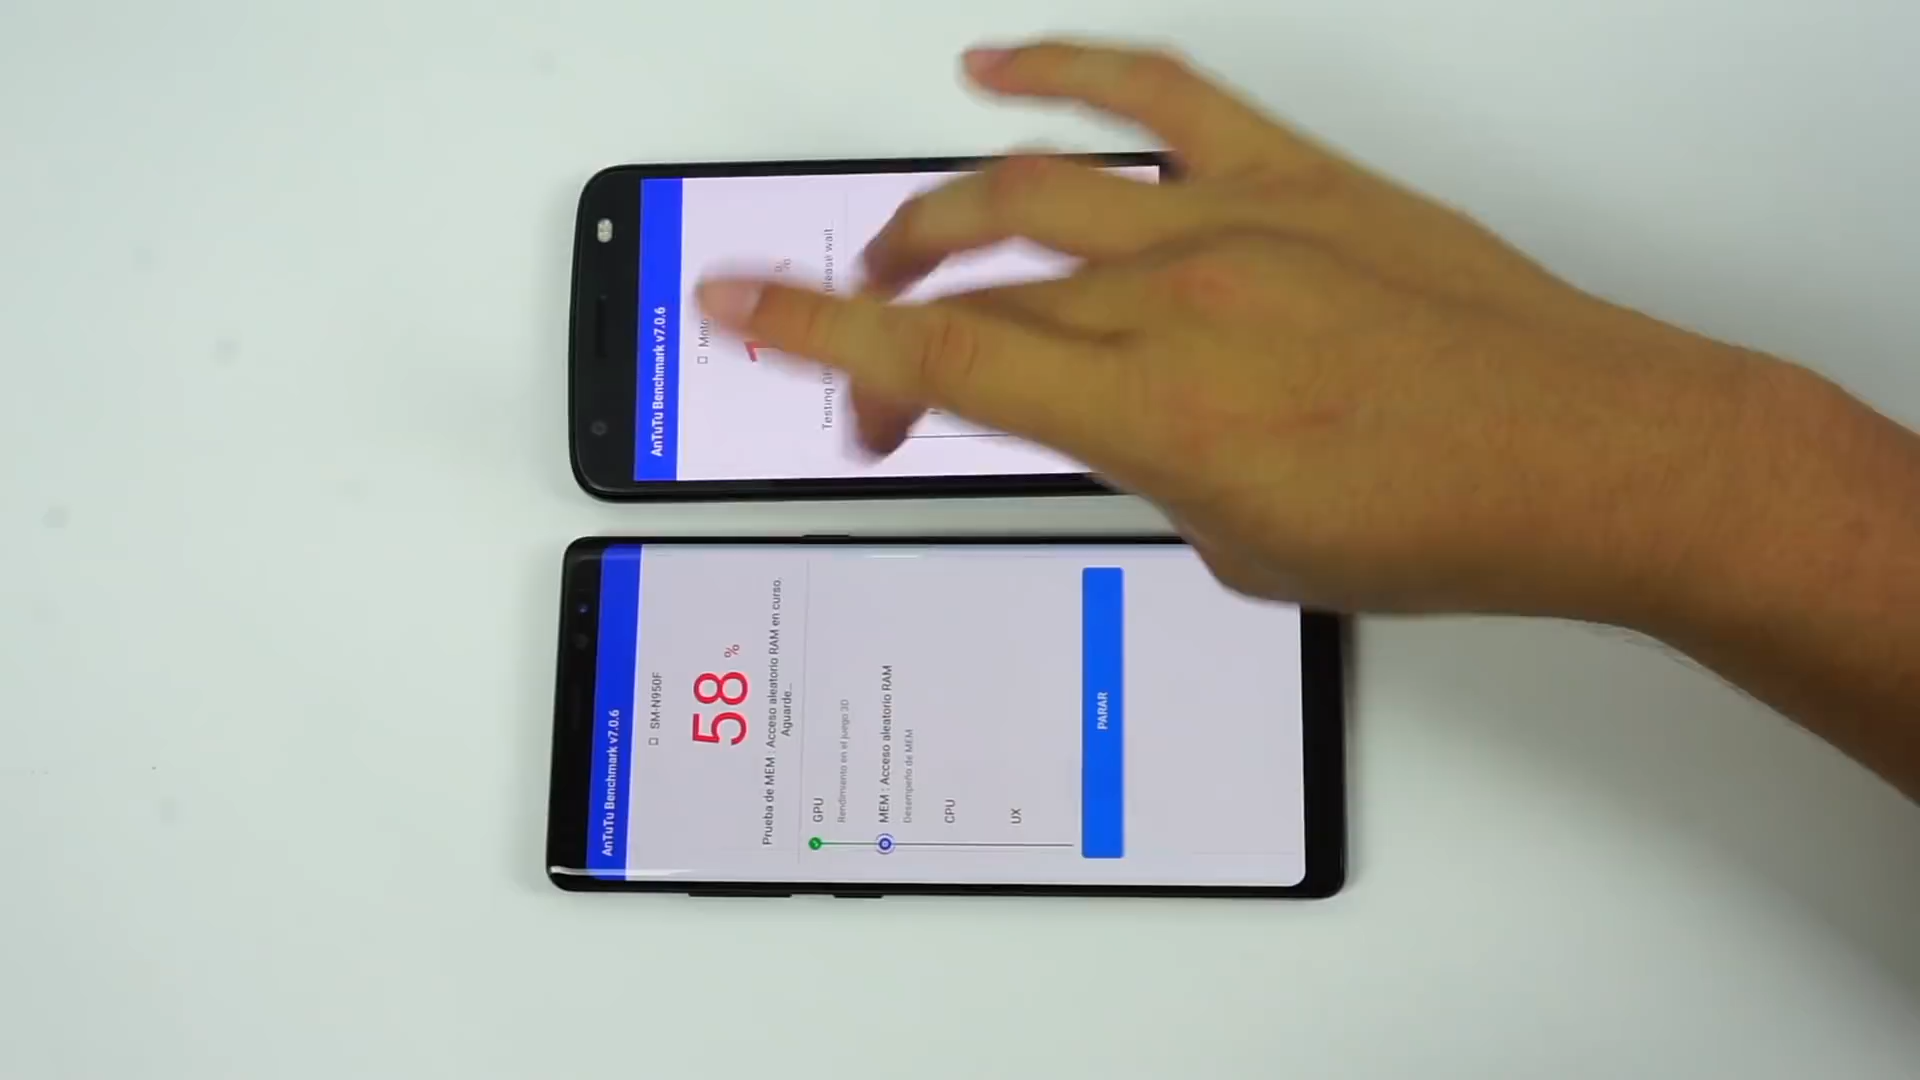 AnTuTu Benchmark v7.0.6
%
Testing
please wait...
AnTuTu Benchmark v7.0.6
SM-N950F
58 %
Prueba de MEM : Acceso aleatorio RAM en curso.
Aguarde...
GPU
Rendimiento en el juego 3D
MEM : Acceso aleatorio RAM
Desempeño de MEM
CPU
UX
PARAR